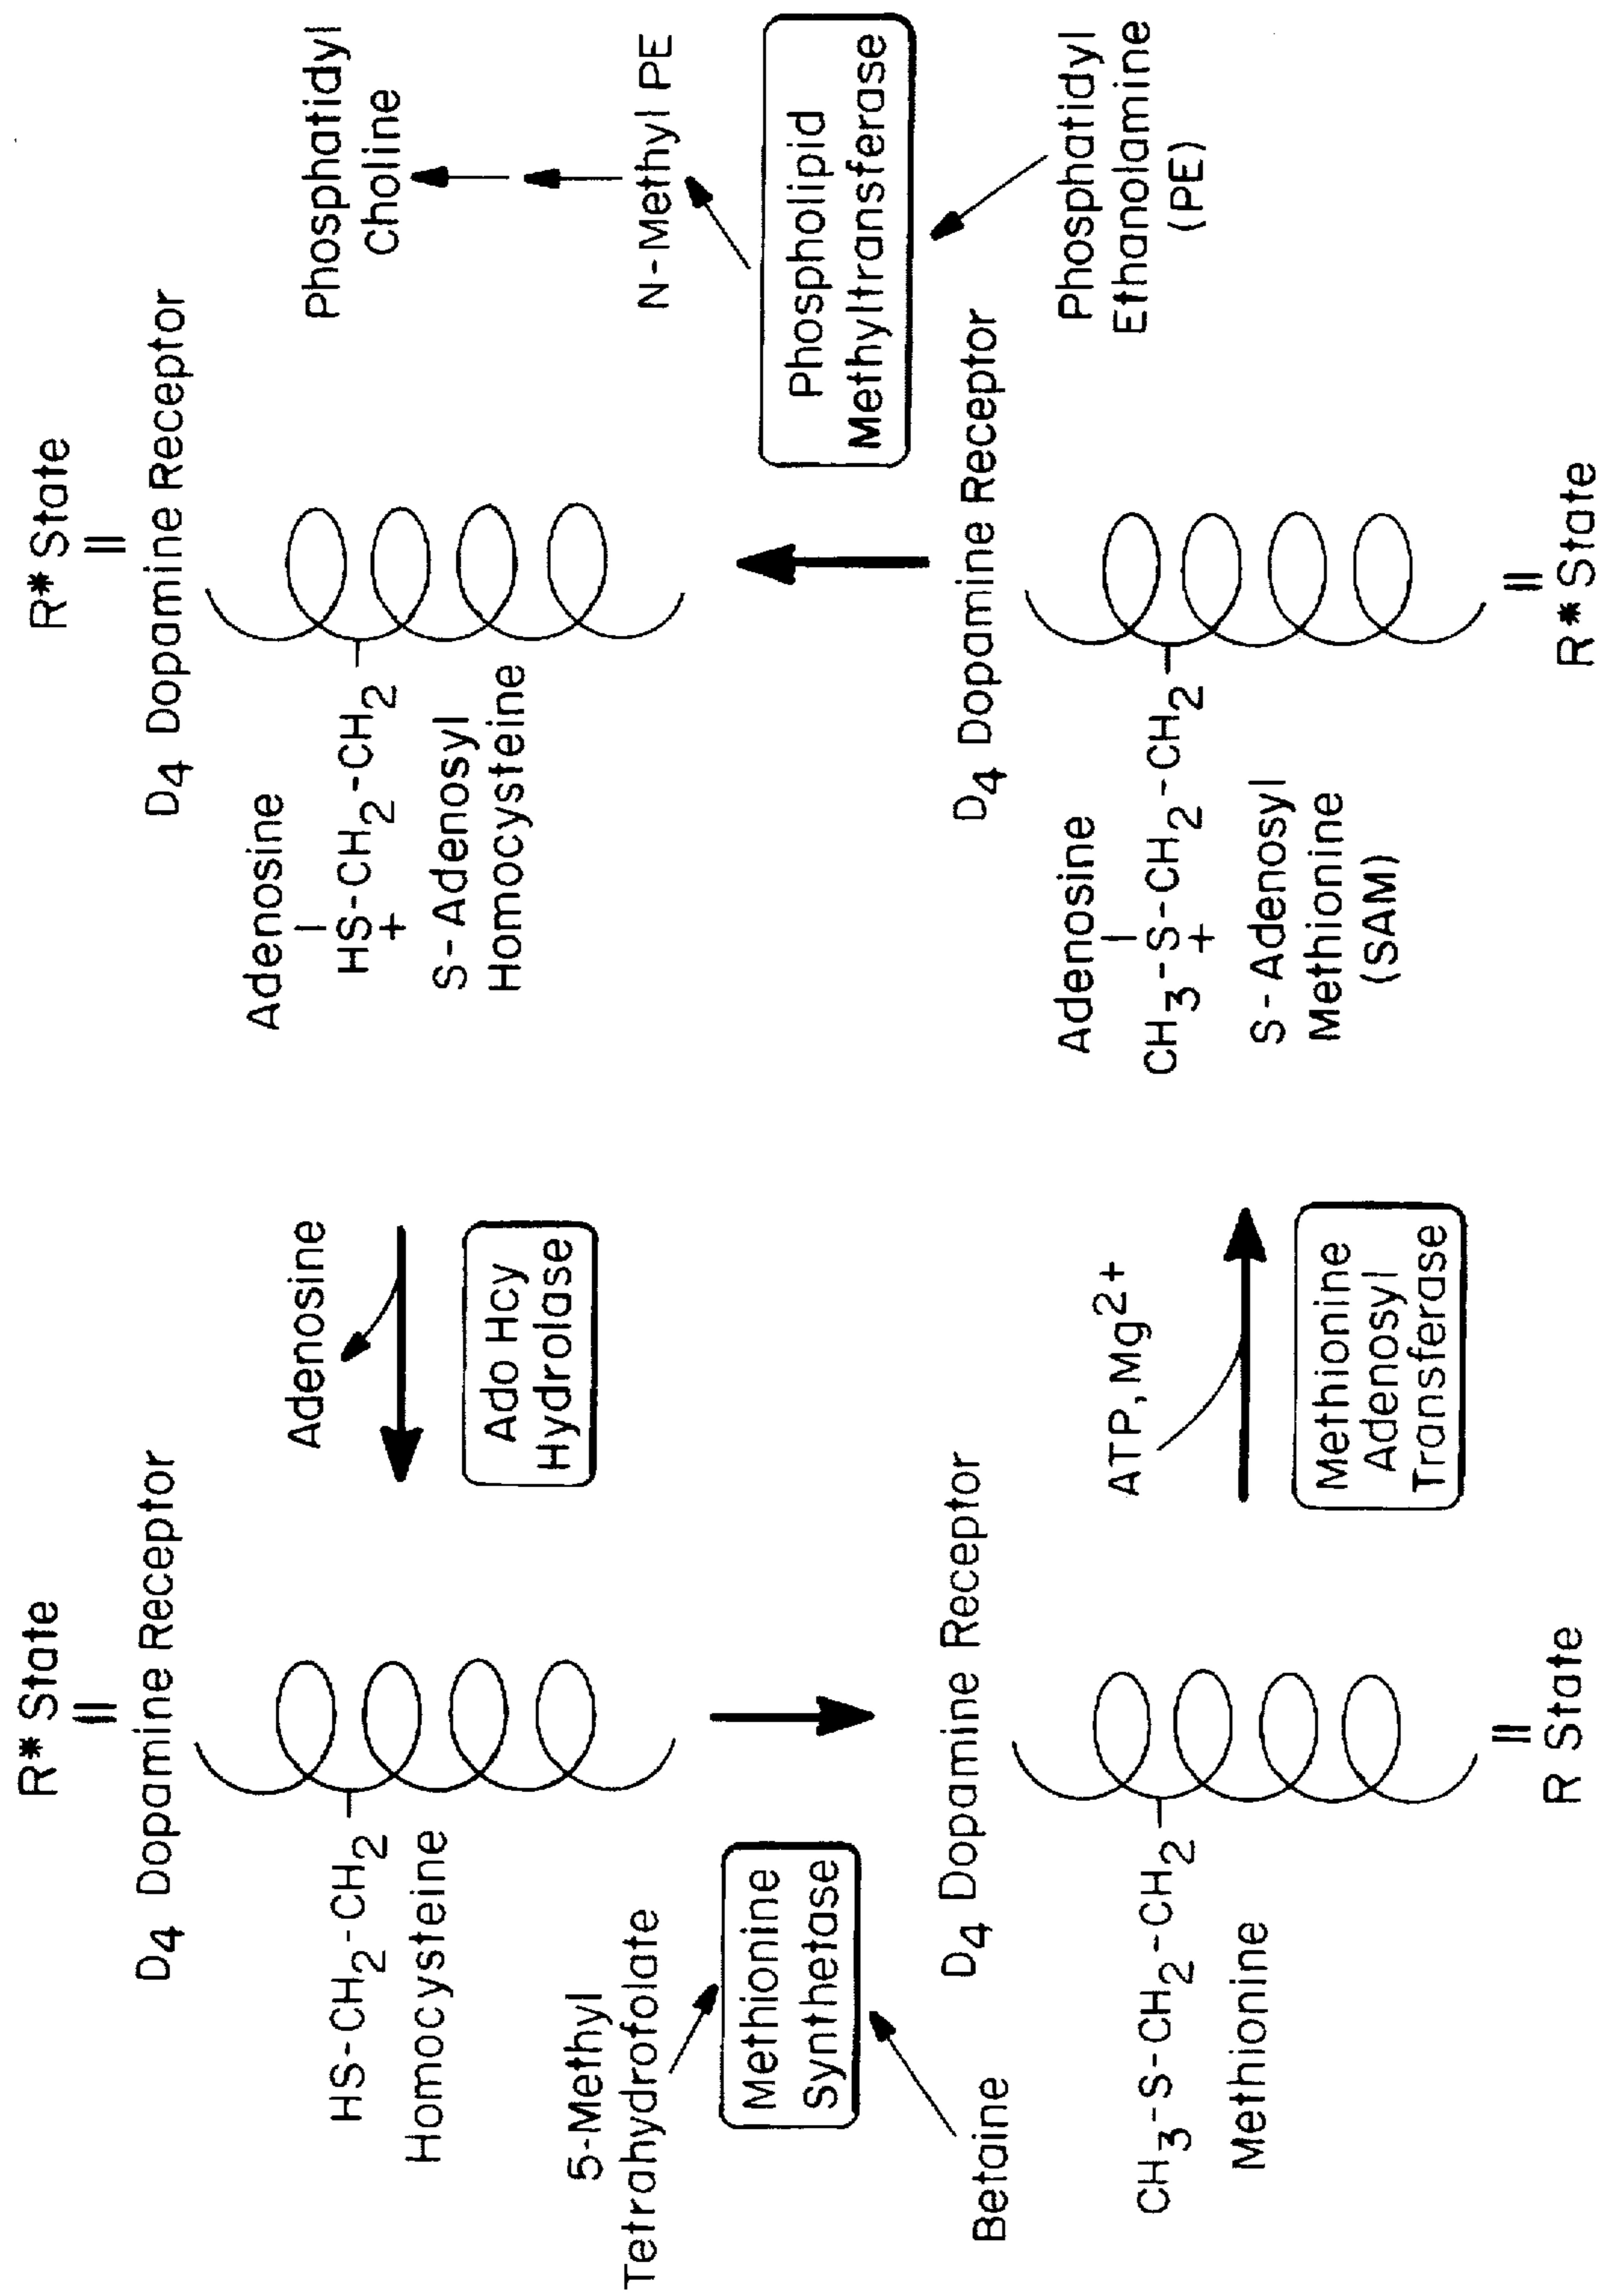 R* State
D4 Dopamine Receptor
HS-CH2-CH2
Homocysteine
Adenosine
Ado Hcy
Hydrolase
R* State
D4 Dopamine Receptor
Adenosine
HS-CH2-CH2
+
S-Adenosyl
Homocysteine
Phosphatidyl
Choline
5-Methyl
Tetrahydrofolate
Methionine
Synthetase
Betaine
N-Methyl PE
Phospholipid
Methyltransferase
Phosphatidyl
Ethanolamine
(PE)
D4 Dopamine Receptor
CH3-S-CH2-CH2
Methionine
R State
ATP, Mg2+
Methionine
Adenosyl
Transferase
D4 Dopamine Receptor
Adenosine
CH3-S-CH2-CH2
+
S-Adenosyl
Methionine
(SAM)
R* State